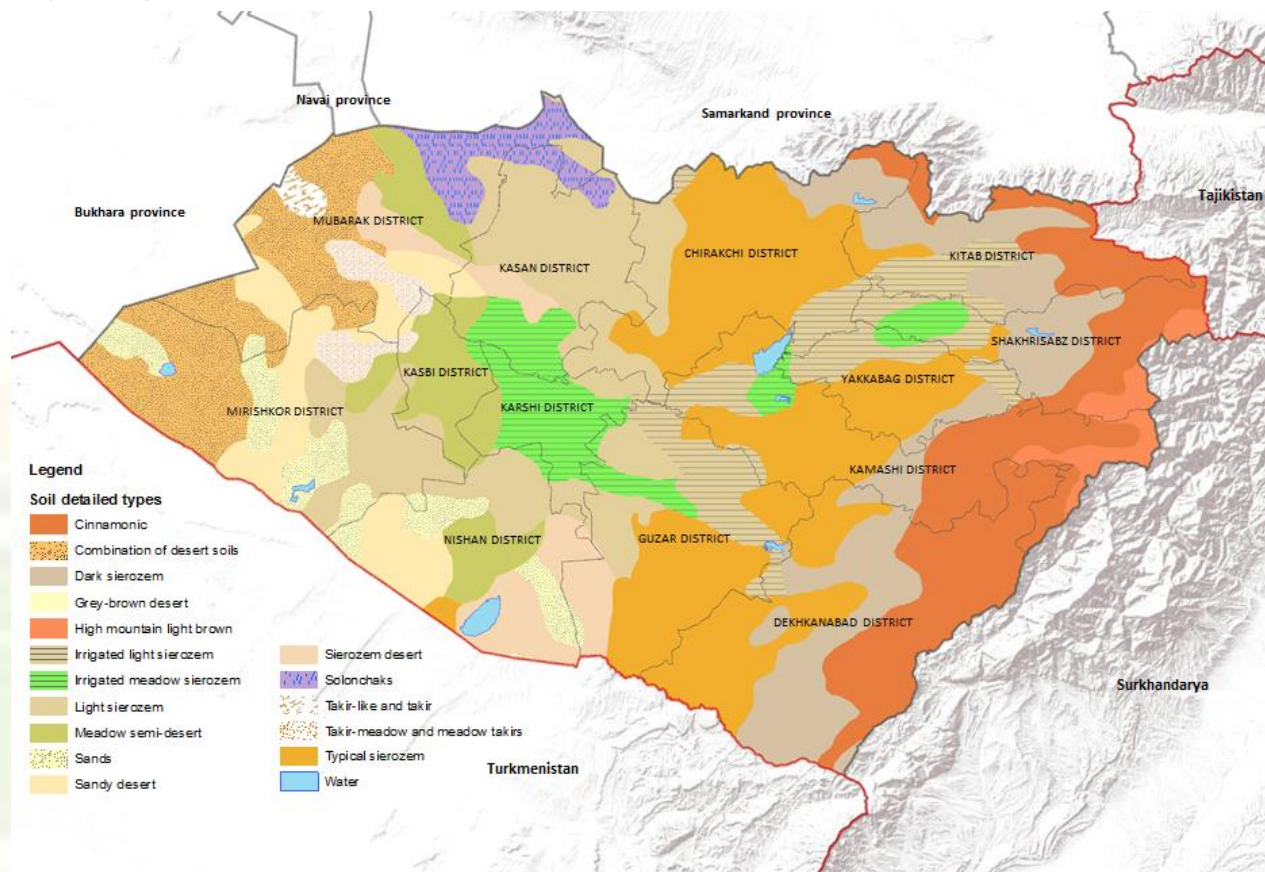 Navai province
Samarkand province
Tajikistan
Bukhara province
MUBARAK DISTRICT
CHIRAKCHI DISTRICT
KITAB DISTRICT
KASAN DISTRICT
SHAKHRISABZ DISTRICT
KASBI DISTRICT
YAKKABAG DISTRICT
MIRISHKOR DISTRICT
KARSHI DISTRICT
KAMASHI DISTRICT
NISHAN DISTRICT
GUZAR DISTRICT
DEKHKANABAD DISTRICT
Surkhandarya
Turkmenistan
Legend
Soil detailed types
Cinnamonic
Combination of desert soils
Dark sierozem
Grey-brown desert
High mountain light brown
Irrigated light sierozem
Irrigated meadow sierozem
Light sierozem
Meadow semi-desert
Sands
Sandy desert
Sierozem desert
Solonchaks
Takir-like and takir
Takir-meadow and meadow takirs
Typical sierozem
Water